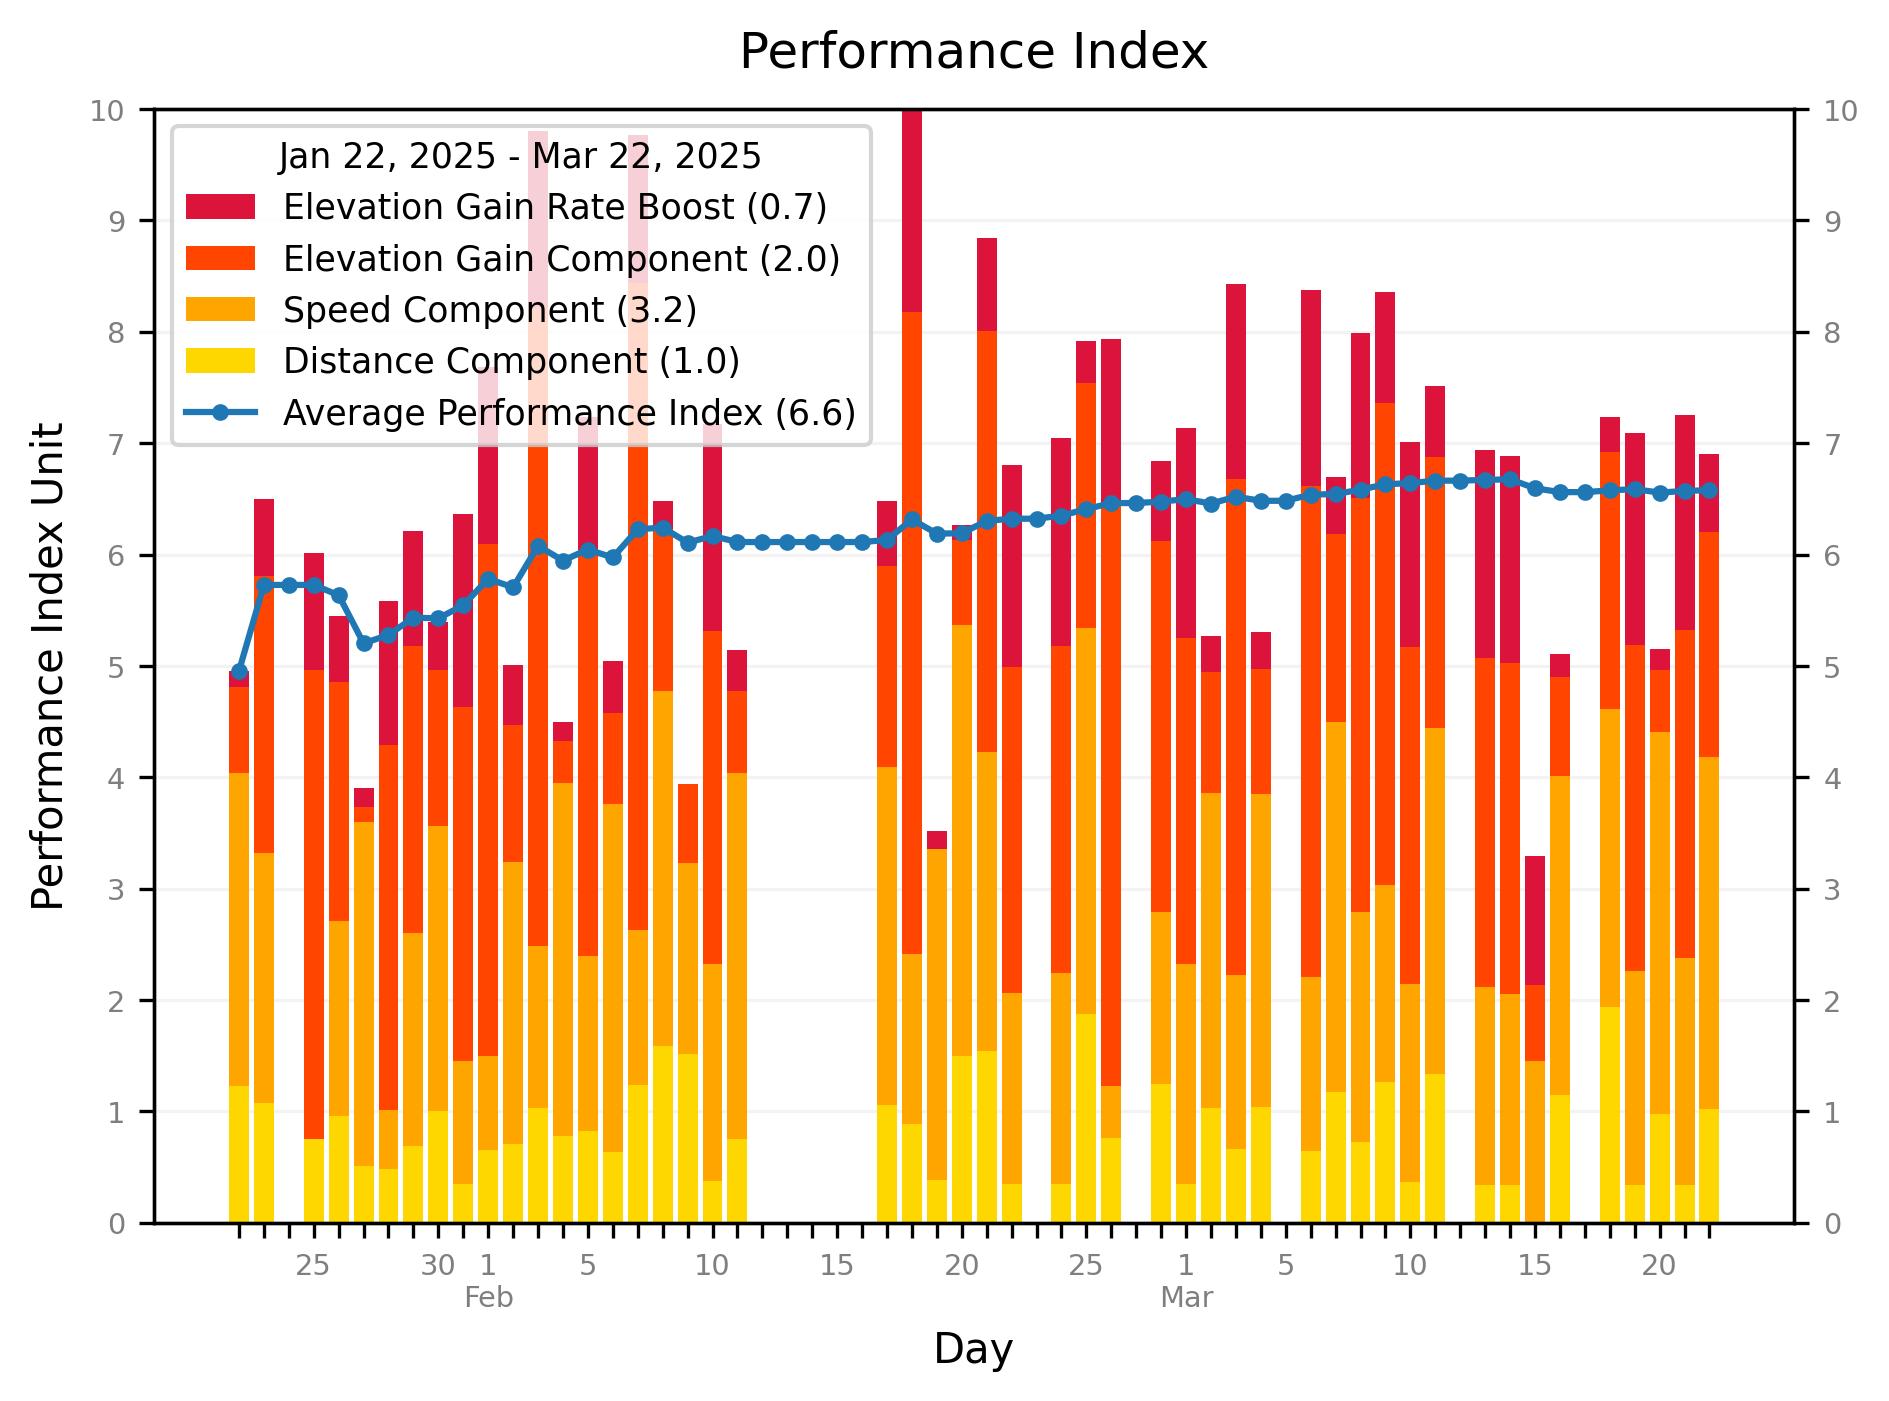 Performance Index
Jan 22, 2025 - Mar 22, 2025
Elevation Gain Rate Boost (0.7)
Elevation Gain Component (2.0)
Speed Component (3.2)
Distance Component (1.0)
Average Performance Index (6.6)
Performance Index Unit
10
9
8
7
6
5
4
3
2
1
0
10
9
8
7
6
5
4
3
2
1
0
25 30 1 5 10 15 20 25 1 5 10 15 20
Feb Mar
Day